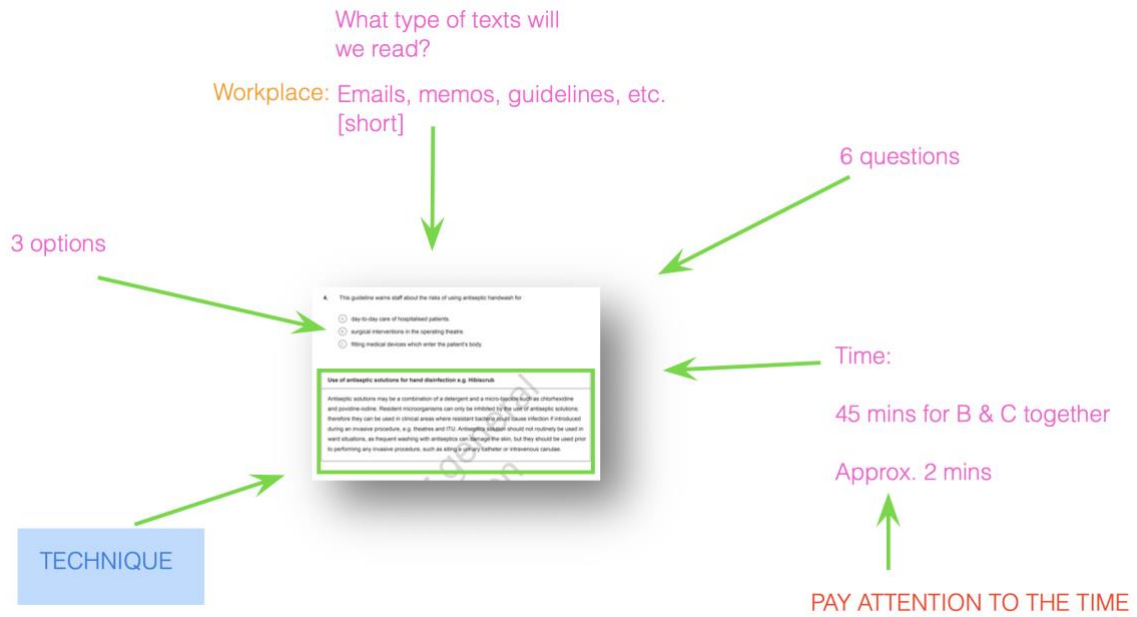 What type of texts will
we read?
Workplace: Emails, memos, guidelines, etc.
[short]
6 questions
3 options
6. This guideline warns staff about the risks of using antiseptic handwash for
A day-to-day care of hospitalised patients.
B surgical interventions in the operating theatre.
C fitting medical devices which enter the patient's body.
Use of antiseptic solutions for hand disinfection e.g. Hibiscrub
Antiseptic solutions may be a combination of a detergent and a micro-biocide such as chlorhexidine
and povidine-iodine. Resident microorganisms can only be inhibited by the use of antiseptic solutions;
therefore they can be used in clinical areas where resistant bacteria could cause infection if introduced
during an invasive procedure, e.g. theatres and ITU. Antiseptic solution should not routinely be used in
ward situations, as frequent washing with antiseptics can damage the skin, but they should be used prior
to performing any invasive procedure, such as siting a urinary catheter or intravenous canulae.
general
Time:
45 mins for B & C together
Approx. 2 mins
TECHNIQUE
PAY ATTENTION TO THE TIME